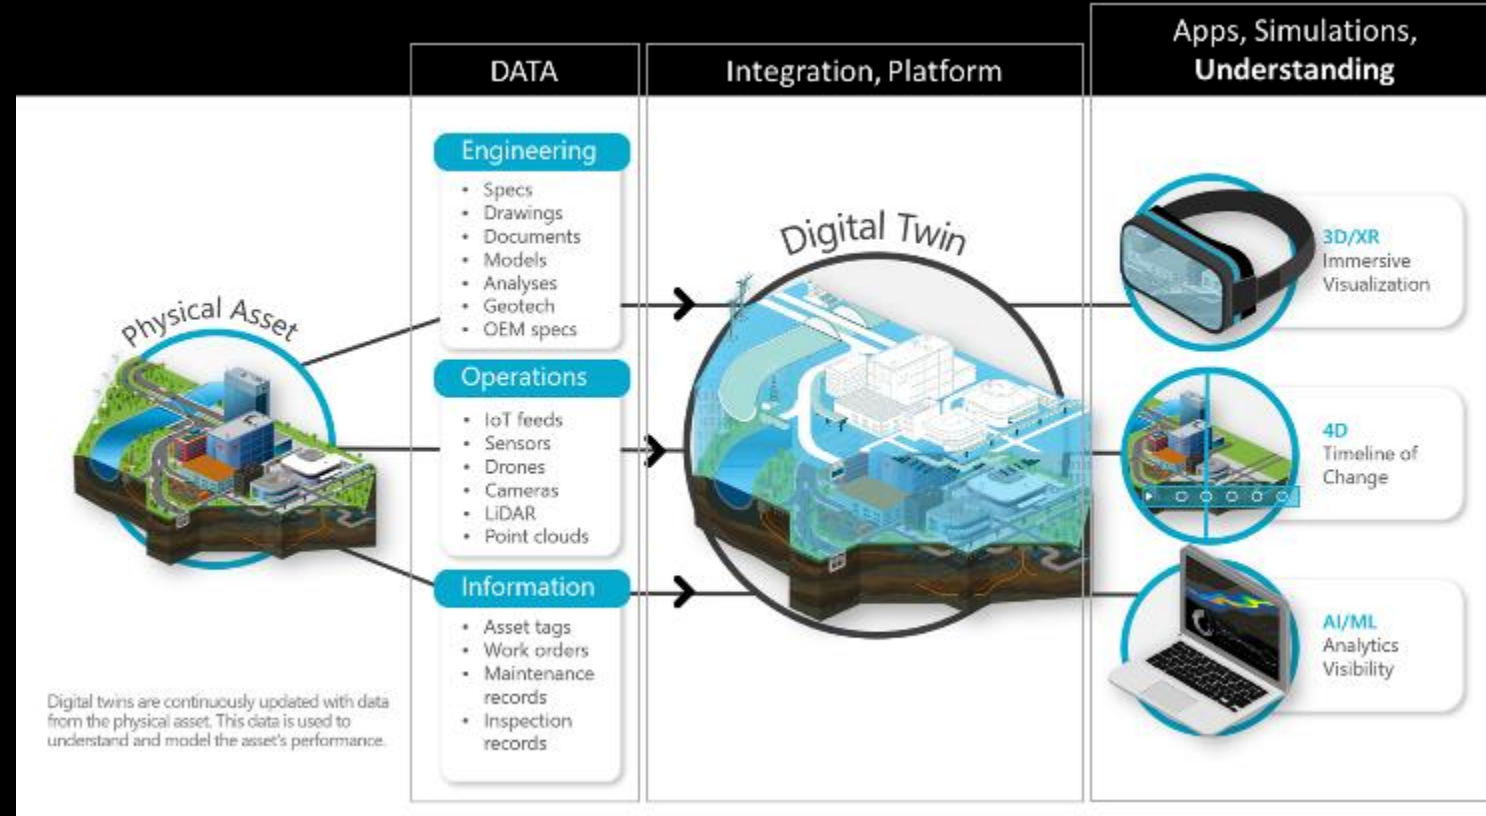 DATA
Integration, Platform
Apps, Simulations,
Understanding
Physical Asset
Engineering
• Specs
• Drawings
• Documents
• Models
• Analyses
• Geotech
• OEM specs
Operations
• IoT feeds
• Sensors
• Drones
• Cameras
• LiDAR
• Point clouds
Information
• Asset tags
• Work orders
• Maintenance
records
• Inspection
records
Digital Twin
3D/XR
Immersive
Visualization
4D
Timeline of
Change
AI/ML
Analytics
Visibility
Digital twins are continuously updated with data
from the physical asset. This data is used to
understand and model the asset's performance.